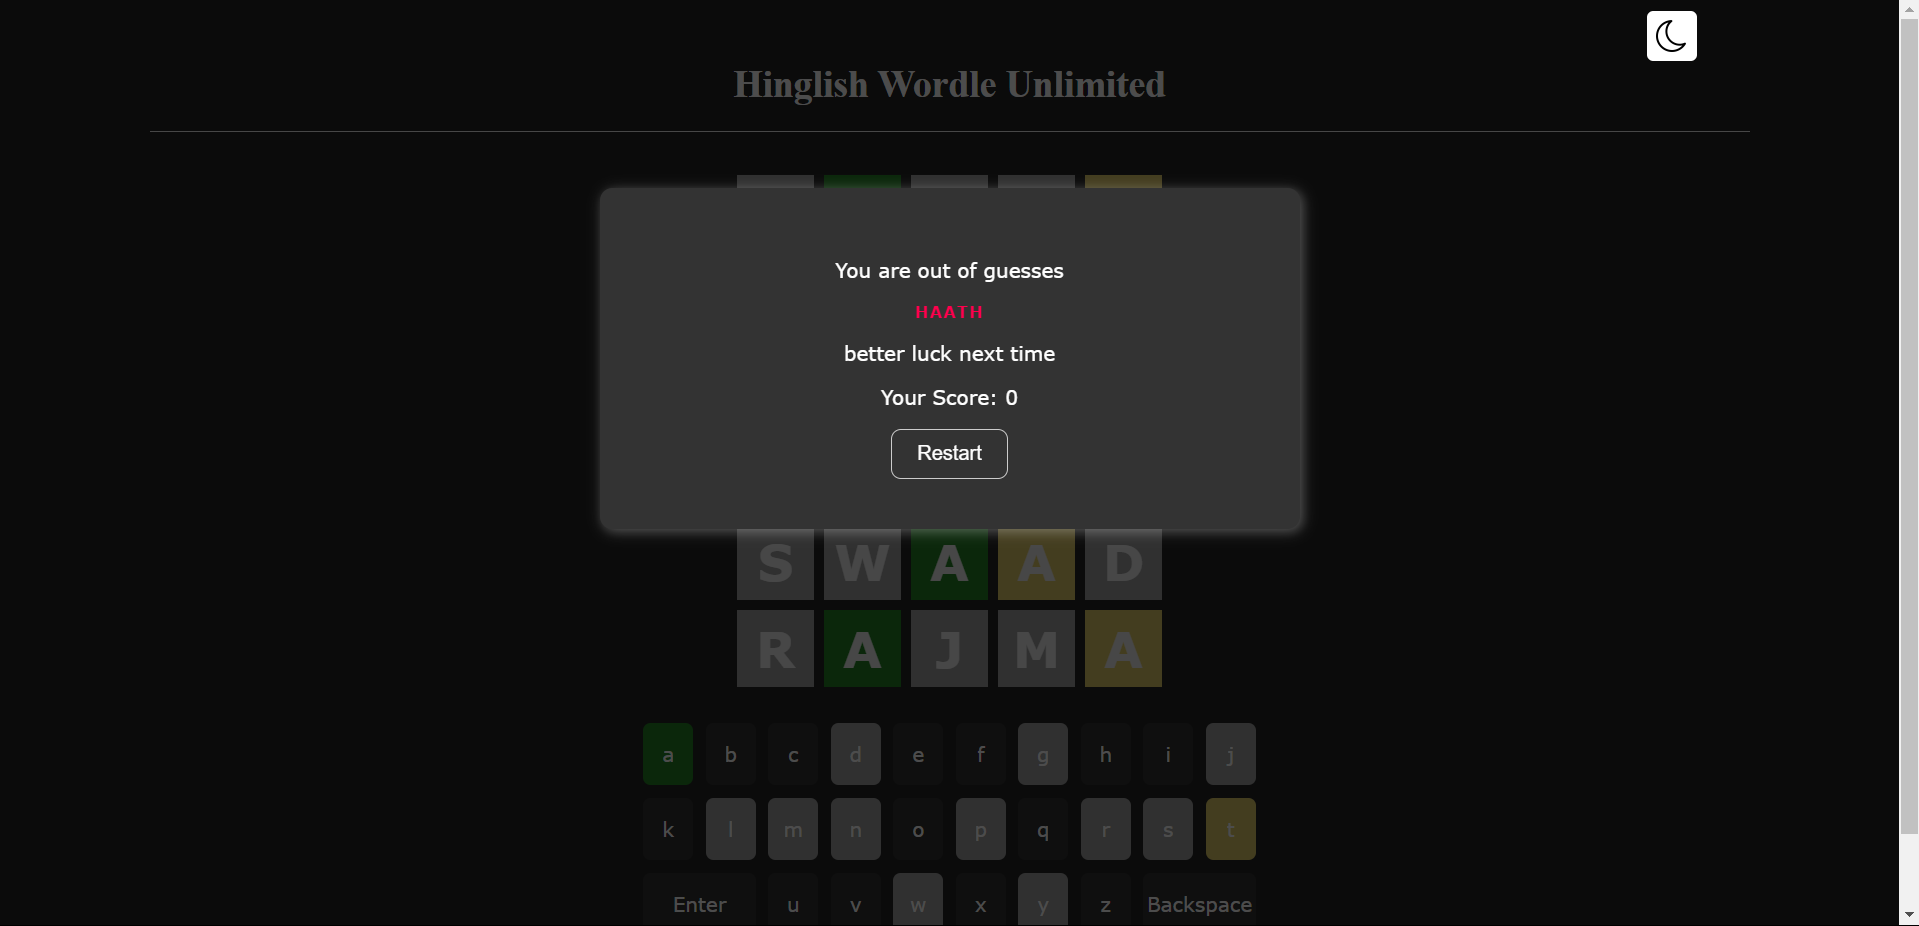 Hinglish Wordle Unlimited
You are out of guesses
HAATH
better luck next time
Your Score: 0
Restart
S W A A D
R A J M A
a b c d e f g h i j
k l m n o p q r s t
Enter u v w x y z Backspace